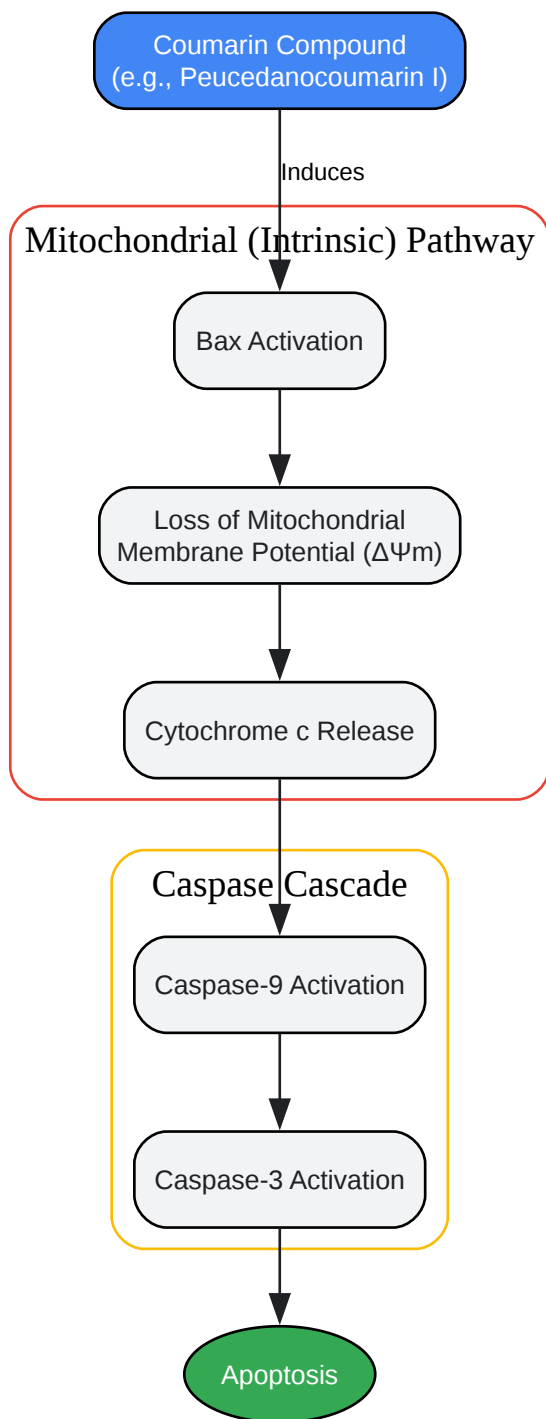 Coumarin Compound
(e.g., Peucedanocoumarin I)
Induces
Mitochondrial (Intrinsic) Pathway
Bax Activation
Loss of Mitochondrial
Membrane Potential (ΔΨm)
Cytochrome c Release
Caspase Cascade
Caspase-9 Activation
Caspase-3 Activation
Apoptosis